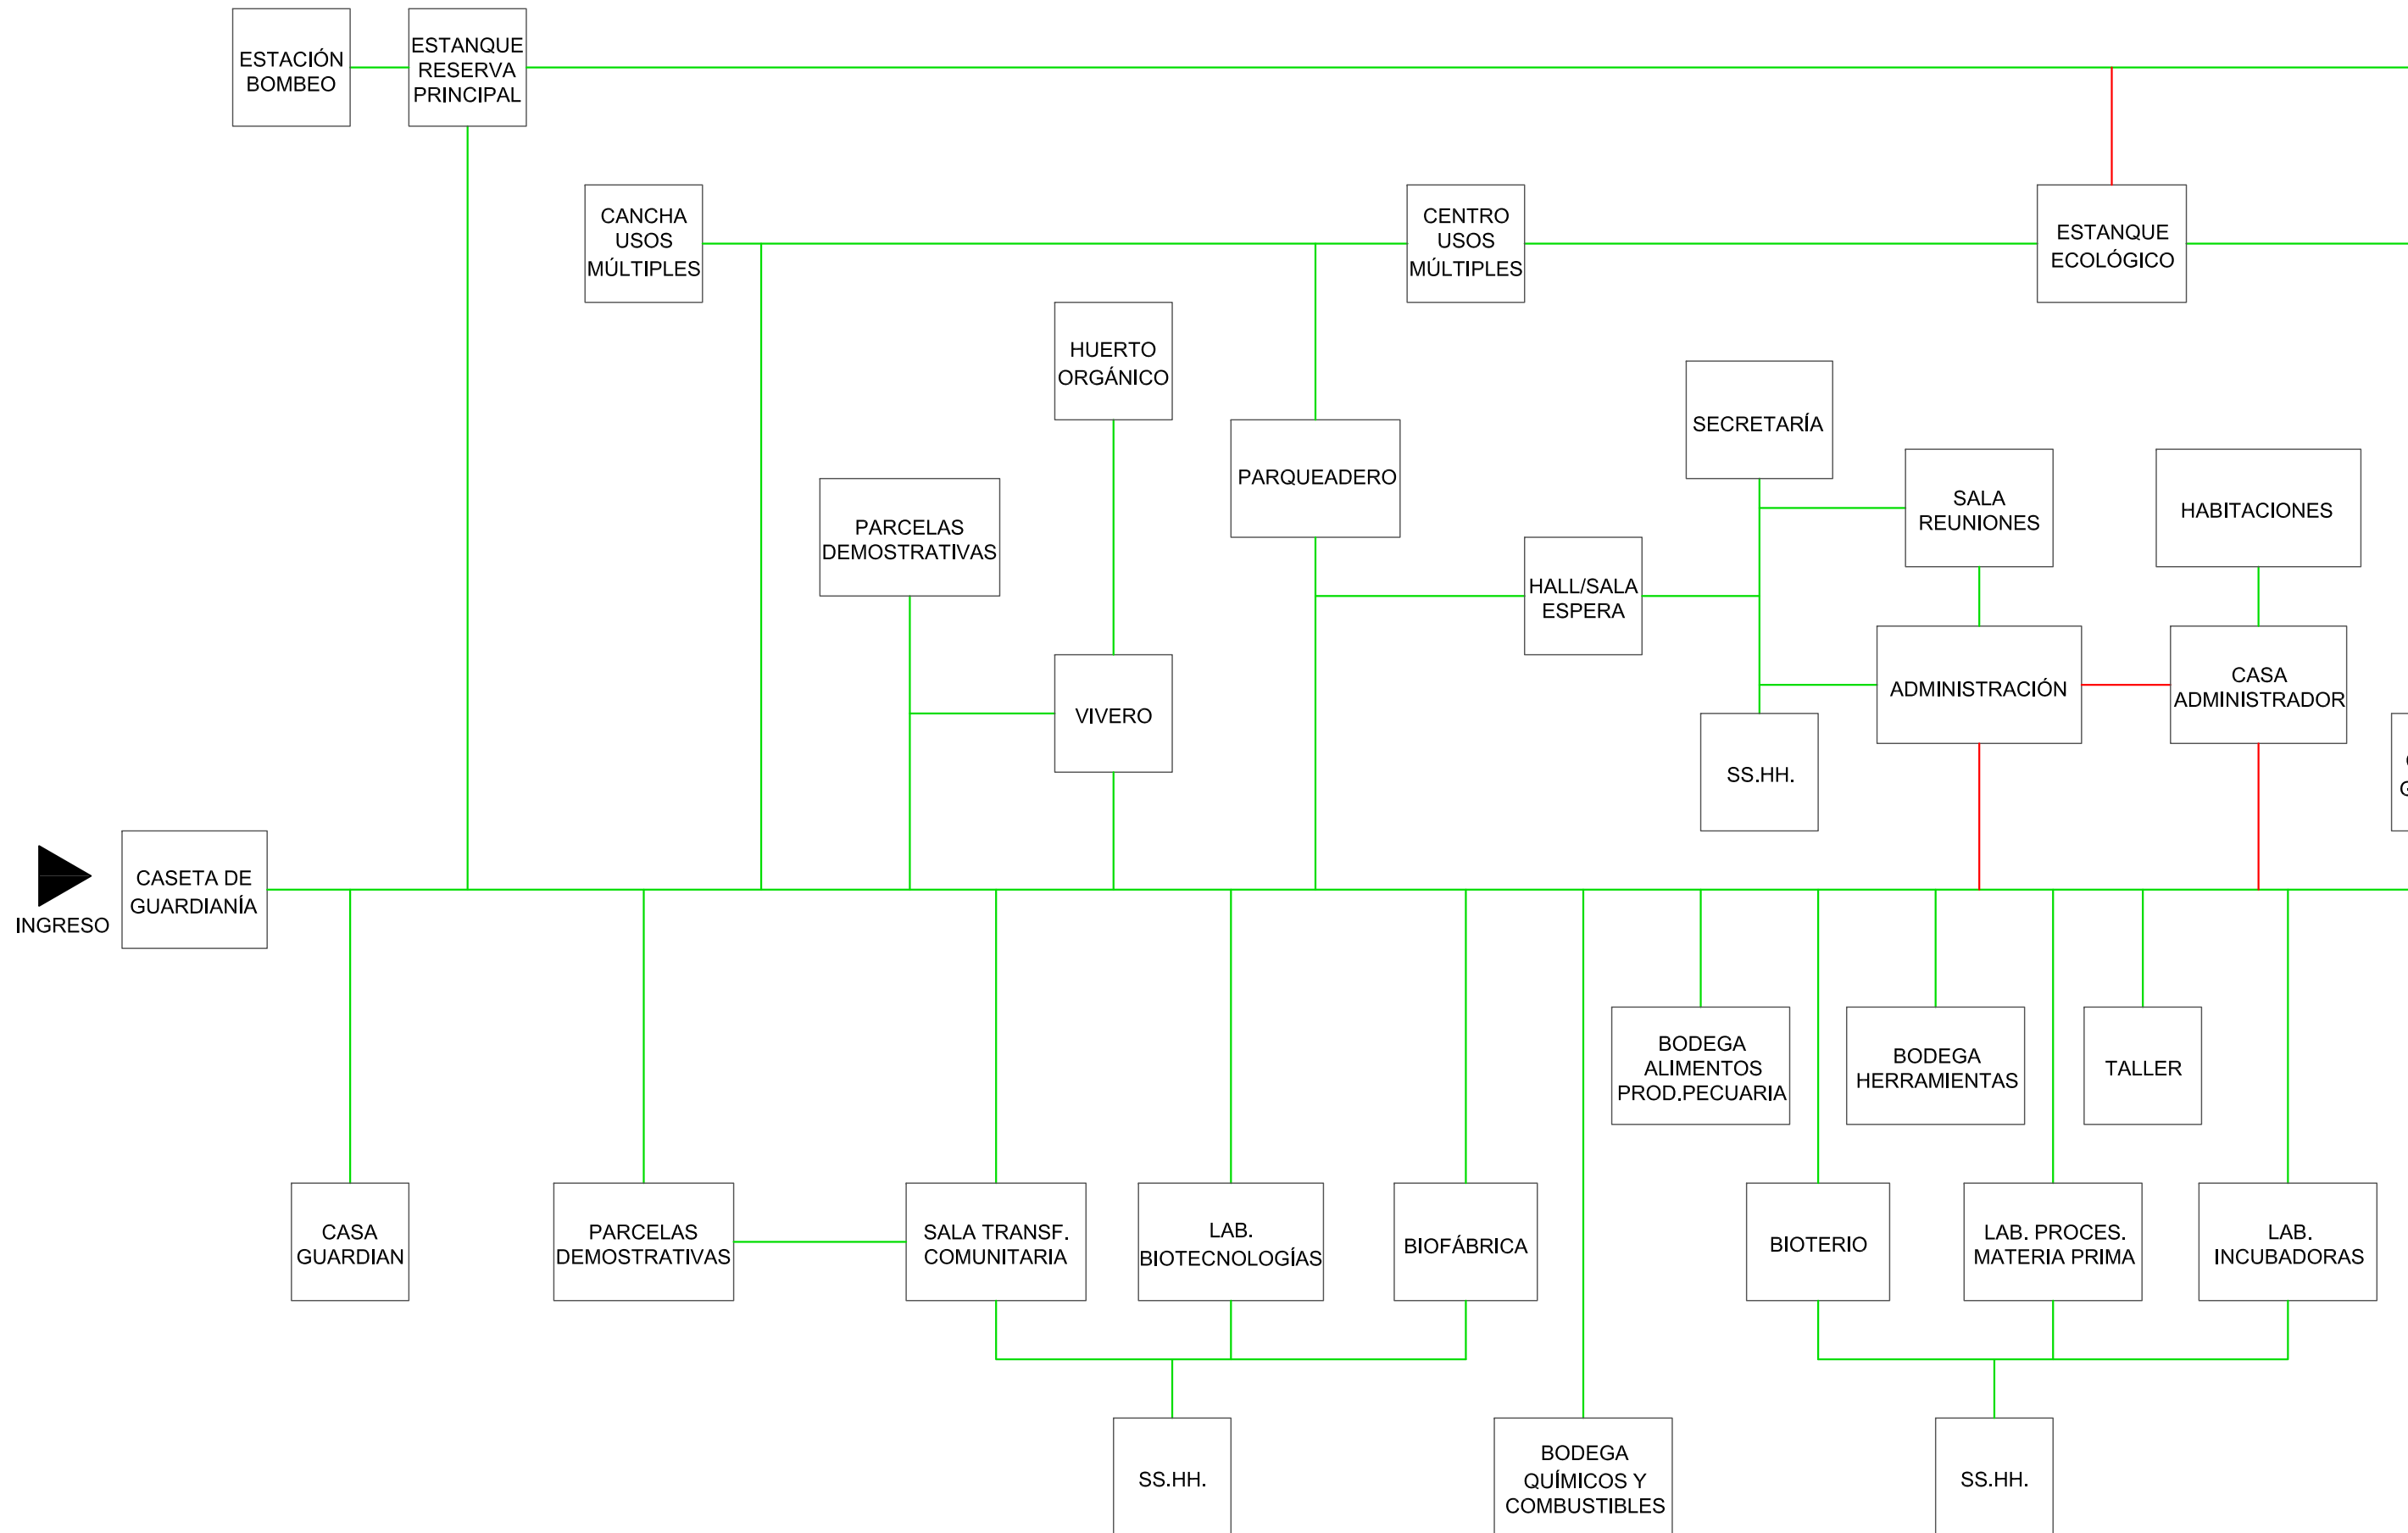 ESTACIÓN
BOMBEO
ESTANQUE
RESERVA
PRINCIPAL
CANCHA
USOS
MÚLTIPLES
CENTRO
USOS
MÚLTIPLES
ESTANQUE
ECOLÓGICO
HUERTO
ORGÁNICO
SECRETARÍA
PARQUEADERO
SALA
REUNIONES
HABITACIONES
PARCELAS
DEMOSTRATIVAS
HALL/SALA
ESPERA
VIVERO
ADMINISTRACIÓN
CASA
ADMINISTRADOR
SS.HH.
INGRESO
CASETA DE
GUARDIANÍA
BODEGA
ALIMENTOS
PROD.PECUARIA
BODEGA
HERRAMIENTAS
TALLER
CASA
GUARDIAN
PARCELAS
DEMOSTRATIVAS
SALA TRANSF.
COMUNITARIA
LAB.
BIOTECNOLOGÍAS
BIOFÁBRICA
BIOTERIO
LAB. PROCES.
MATERIA PRIMA
LAB.
INCUBADORAS
SS.HH.
BODEGA
QUÍMICOS Y
COMBUSTIBLES
SS.HH.